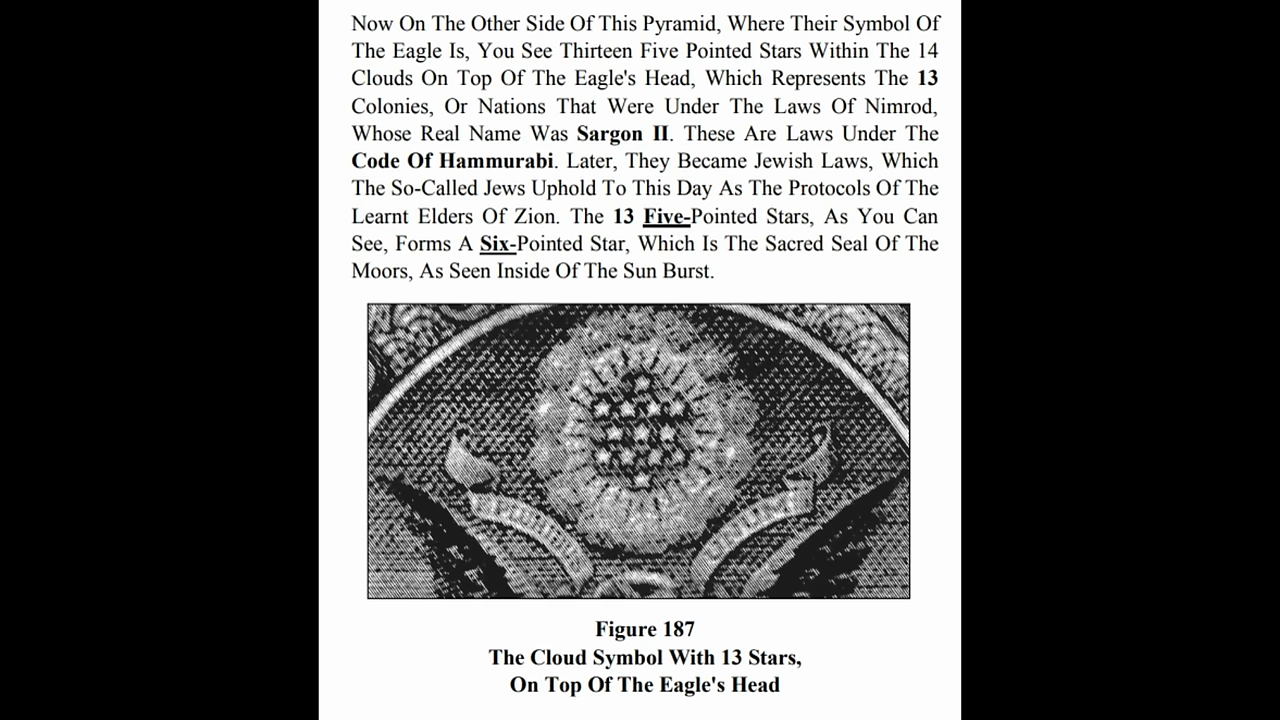 Now On The Other Side Of This Pyramid, Where Their Symbol Of
The Eagle Is, You See Thirteen Five Pointed Stars Within The 14
Clouds On Top Of The Eagle's Head, Which Represents The 13
Colonies, Or Nations That Were Under The Laws Of Nimrod,
Whose Real Name Was Sargon II. These Are Laws Under The
Code Of Hammurabi. Later, They Became Jewish Laws, Which
The So-Called Jews Uphold To This Day As The Protocols Of The
Learnt Elders Of Zion. The 13 Five-Pointed Stars, As You Can
See, Forms A Six-Pointed Star, Which Is The Sacred Seal Of The
Moors, As Seen Inside Of The Sun Burst.
Figure 187
The Cloud Symbol With 13 Stars,
On Top Of The Eagle's Head